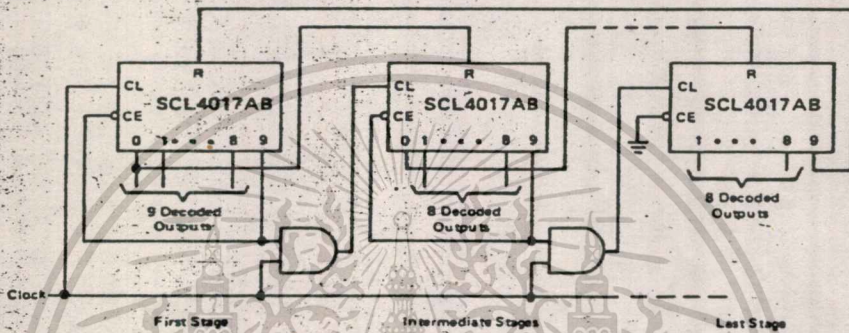 R R R
CL CL CL
SCL4017AB SCL4017AB SCL4017AB
CE CE CE
0 1 • • • 8 9 0 1 • • • 8 9 1 • • • 8 9
9 Decoded Outputs
8 Decoded Outputs
8 Decoded Outputs
Clock
First Stage Intermediate Stages Last Stage